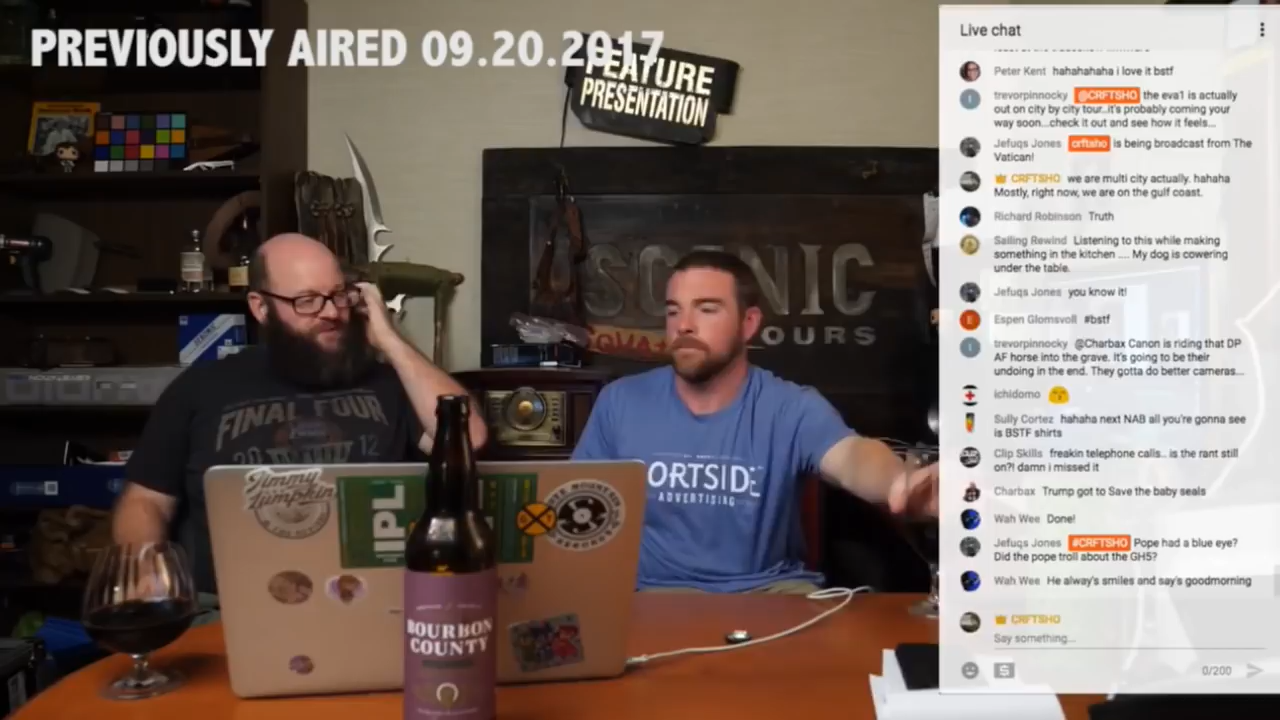 PREVIOUSLY AIRED 09.20.2017
FEATURE
PRESENTATION
SCENIC
OURS
FINAL FOUR
12
ORTSIDE
ADVERTISING
Jimmy
Lumpkin
IPL
BOURBON
COUNTY
Live chat
Peter Kent hahahahaha i love it bstf
trevorpinnocky @CRFTSHO the eva1 is actually
out on city by city tour..it's probably coming your
way soon...check it out and see how it feels...
Jefuqs Jones crftsho is being broadcast from The
Vatican!
CRFTSHO we are multi city actually. hahaha
Mostly, right now, we are on the gulf coast.
Richard Robinson Truth
Sailing Rewind Listening to this while making
something in the kitchen .... My dog is cowering
under the table.
Jefuqs Jones you know it!
E Espen Glomsvoll #bstf
trevorpinnocky @Charbax Canon is riding that DP
AF horse into the grave. It's going to be their
undoing in the end. They gotta do better cameras...
ichidomo
Sully Cortez hahaha next NAB all you're gonna see
is BSTF shirts
Clip Skills freakin telephone calls.. is the rant still
on?! damn i missed it
Charbax Trump got to Save the baby seals
Wah Wee Done!
Jefuqs Jones #CRFTSHO Pope had a blue eye?
Did the pope troll about the GH5?
Wah Wee He alway's smiles and say's goodmorning
CRFTSHO
Say something...
0/200